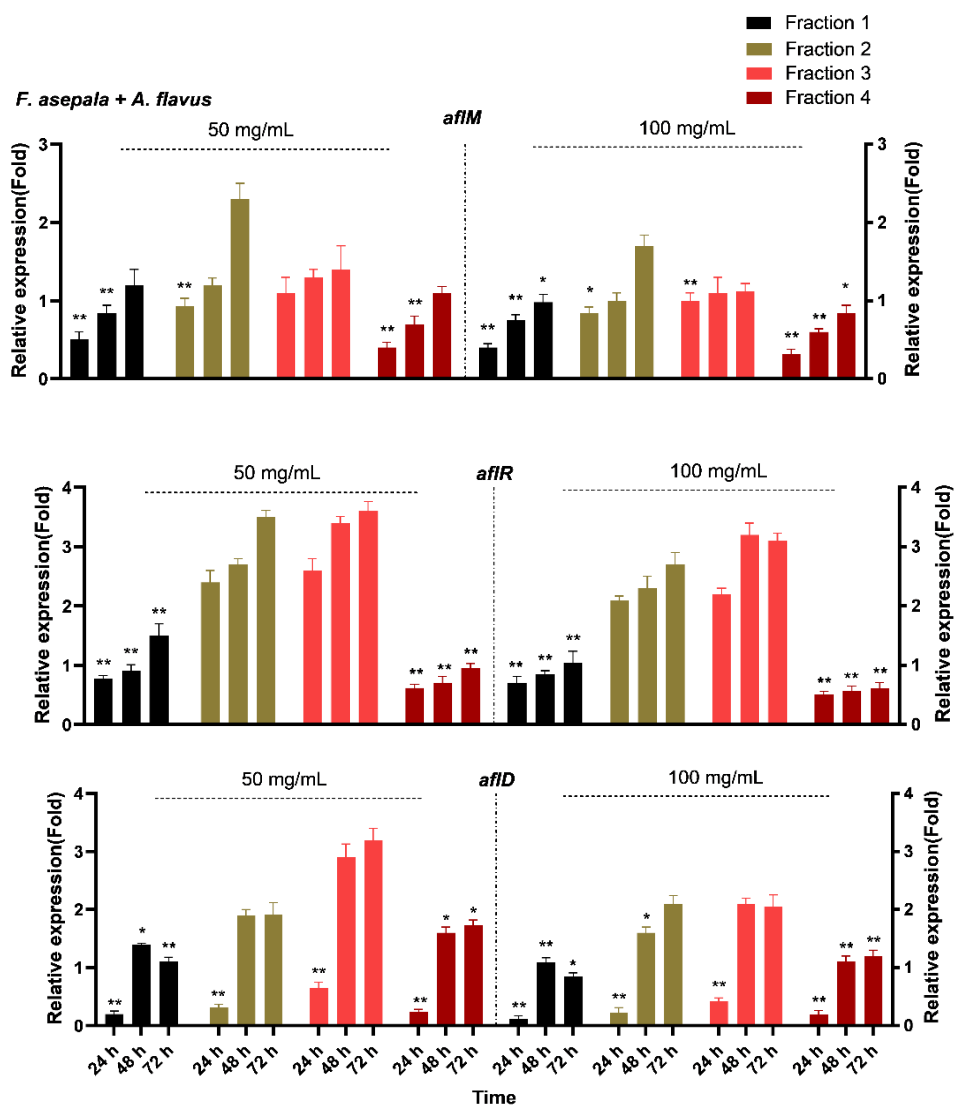 Fraction 1
Fraction 2
Fraction 3
Fraction 4
F. asepala + A. flavus
aflM
50 mg/mL
100 mg/mL
Relative expression(Fold)
3
2
1
0
** ** ** ** ** ** ** *
* ** ** ** ** *
3
2
1
0
Relative expression(Fold)
50 mg/mL
aflR
100 mg/mL
Relative expression(Fold)
4
3
2
1
0
** ** ** ** ** ** ** ** ** ** ** **
4
3
2
1
0
Relative expression(Fold)
50 mg/mL
aflD
100 mg/mL
Relative expression(Fold)
4
3
2
1
0
** * ** ** ** ** * * ** ** * ** * ** ** ** **
4
3
2
1
0
Relative expression(Fold)
24 h 48 h 72 h 24 h 48 h 72 h 24 h 48 h 72 h 24 h 48 h 72 h 24 h 48 h 72 h 24 h 48 h 72 h 24 h 48 h 72 h 24 h 48 h 72 h
Time